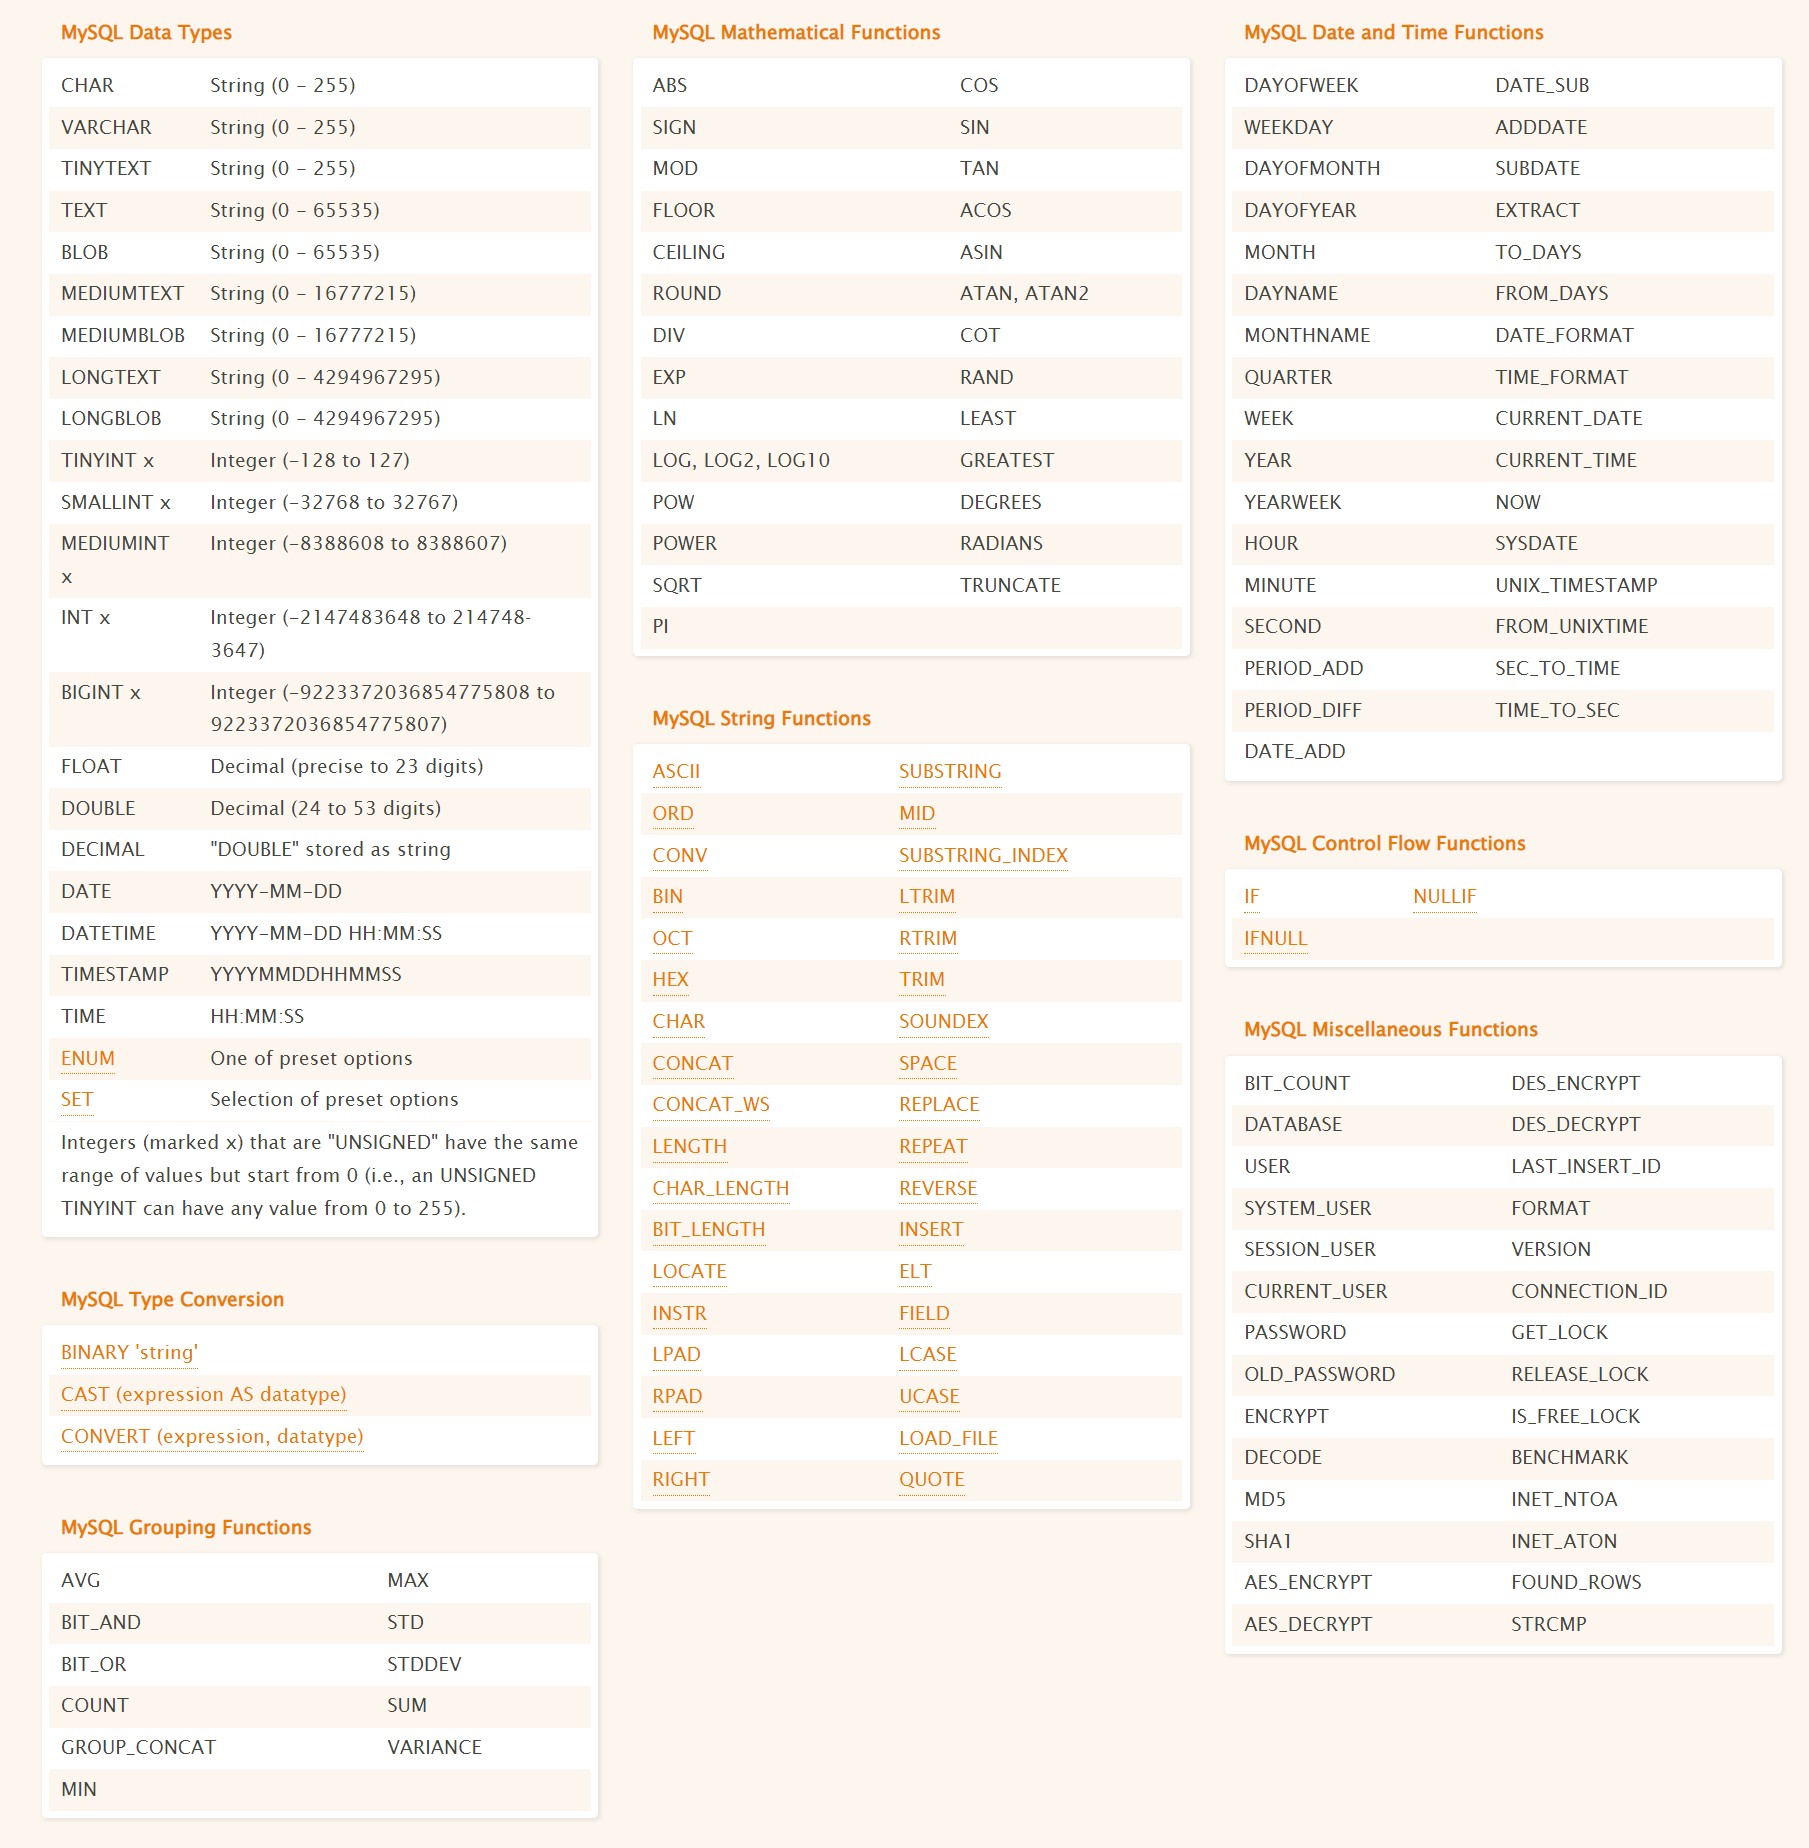 MySQL Data Types
CHAR String (0 - 255)
VARCHAR String (0 - 255)
TINYTEXT String (0 - 255)
TEXT String (0 - 65535)
BLOB String (0 - 65535)
MEDIUMTEXT String (0 - 16777215)
MEDIUMBLOB String (0 - 16777215)
LONGTEXT String (0 - 4294967295)
LONGBLOB String (0 - 4294967295)
TINYINT x Integer (-128 to 127)
SMALLINT x Integer (-32768 to 32767)
MEDIUMINT Integer (-8388608 to 8388607)
x
INT x Integer (-2147483648 to 214748-
3647)
BIGINT x Integer (-9223372036854775808 to
9223372036854775807)
FLOAT Decimal (precise to 23 digits)
DOUBLE Decimal (24 to 53 digits)
DECIMAL "DOUBLE" stored as string
DATE YYYY-MM-DD
DATETIME YYYY-MM-DD HH:MM:SS
TIMESTAMP YYYYMMDDHHMMSS
TIME HH:MM:SS
ENUM One of preset options
SET Selection of preset options
Integers (marked x) that are "UNSIGNED" have the same
range of values but start from 0 (i.e., an UNSIGNED
TINYINT can have any value from 0 to 255).
MySQL Type Conversion
BINARY 'string'
CAST (expression AS datatype)
CONVERT (expression, datatype)
MySQL Grouping Functions
AVG MAX
BIT_AND STD
BIT_OR STDDEV
COUNT SUM
GROUP_CONCAT VARIANCE
MIN
MySQL Mathematical Functions
ABS COS
SIGN SIN
MOD TAN
FLOOR ACOS
CEILING ASIN
ROUND ATAN, ATAN2
DIV COT
EXP RAND
LN LEAST
LOG, LOG2, LOG10 GREATEST
POW DEGREES
POWER RADIANS
SQRT TRUNCATE
PI
MySQL String Functions
ASCII SUBSTRING
ORD MID
CONV SUBSTRING_INDEX
BIN LTRIM
OCT RTRIM
HEX TRIM
CHAR SOUNDEX
CONCAT SPACE
CONCAT_WS REPLACE
LENGTH REPEAT
CHAR_LENGTH REVERSE
BIT_LENGTH INSERT
LOCATE ELT
INSTR FIELD
LPAD LCASE
RPAD UCASE
LEFT LOAD_FILE
RIGHT QUOTE
MySQL Date and Time Functions
DAYOFWEEK DATE_SUB
WEEKDAY ADDDATE
DAYOFMONTH SUBDATE
DAYOFYEAR EXTRACT
MONTH TO_DAYS
DAYNAME FROM_DAYS
MONTHNAME DATE_FORMAT
QUARTER TIME_FORMAT
WEEK CURRENT_DATE
YEAR CURRENT_TIME
YEARWEEK NOW
HOUR SYSDATE
MINUTE UNIX_TIMESTAMP
SECOND FROM_UNIXTIME
PERIOD_ADD SEC_TO_TIME
PERIOD_DIFF TIME_TO_SEC
DATE_ADD
MySQL Control Flow Functions
IF NULLIF
IFNULL
MySQL Miscellaneous Functions
BIT_COUNT DES_ENCRYPT
DATABASE DES_DECRYPT
USER LAST_INSERT_ID
SYSTEM_USER FORMAT
SESSION_USER VERSION
CURRENT_USER CONNECTION_ID
PASSWORD GET_LOCK
OLD_PASSWORD RELEASE_LOCK
ENCRYPT IS_FREE_LOCK
DECODE BENCHMARK
MD5 INET_NTOA
SHA1 INET_ATON
AES_ENCRYPT FOUND_ROWS
AES_DECRYPT STRCMP